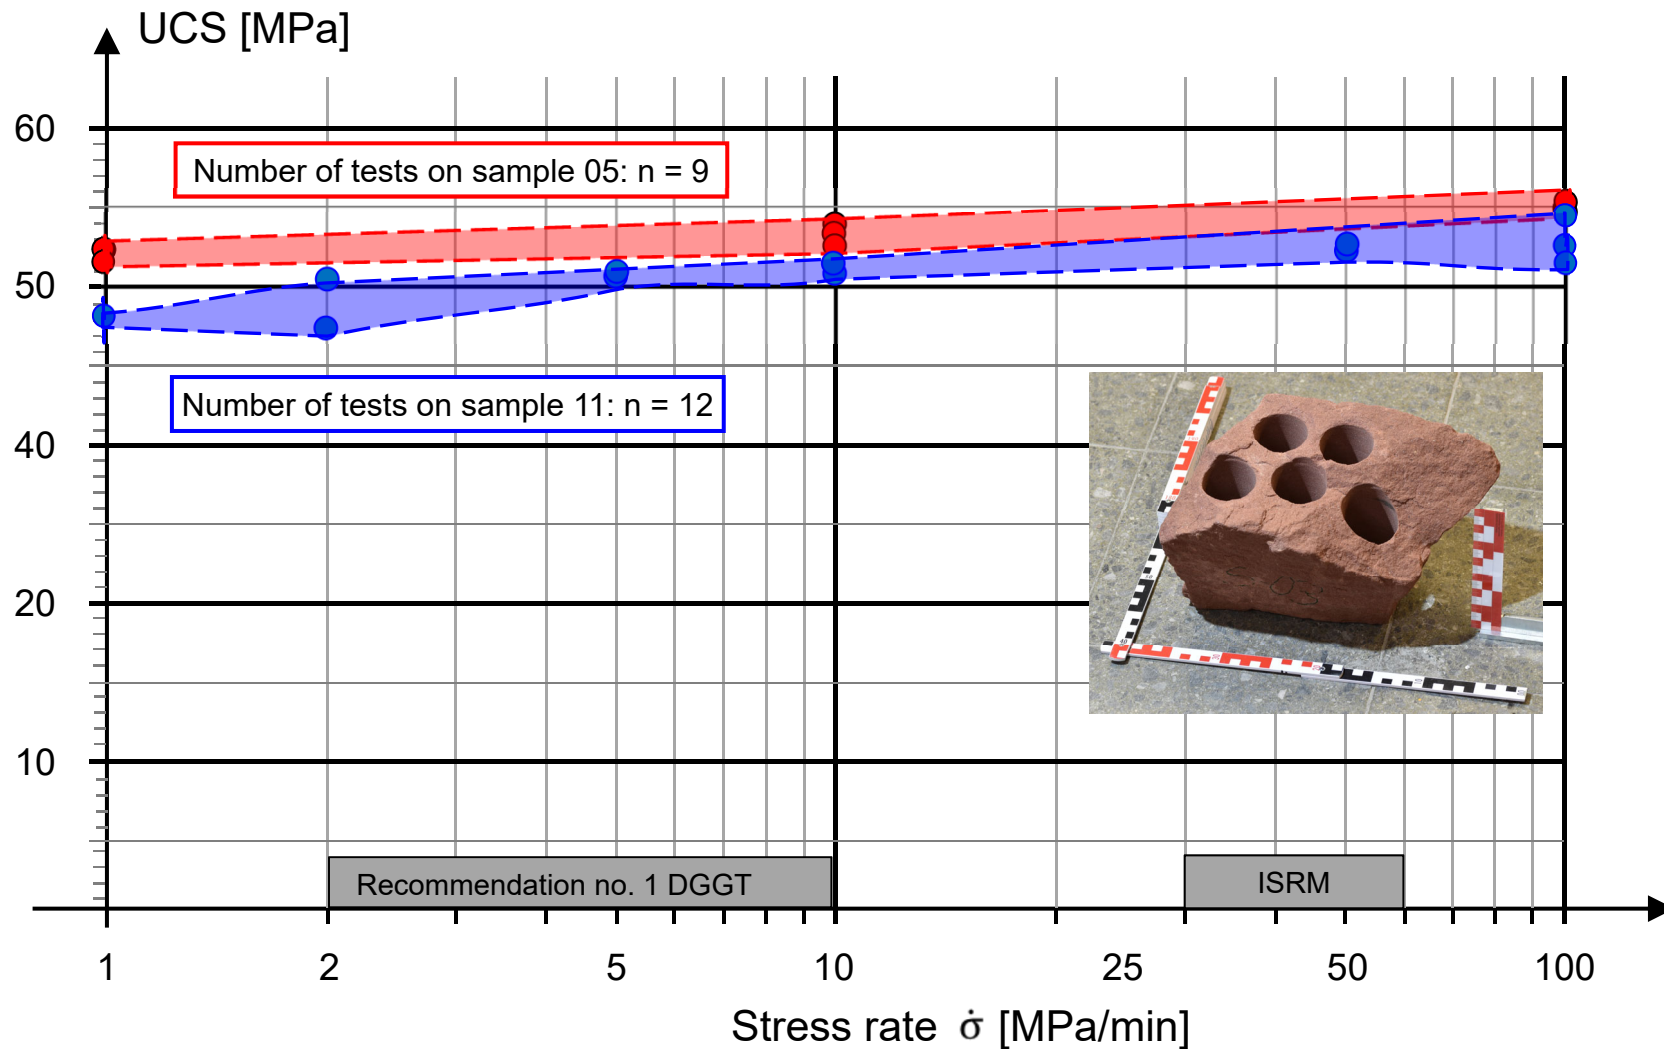 UCS [MPa]
60
Number of tests on sample 05: n = 9
50
Number of tests on sample 11: n = 12
40
20
10
Recommendation no. 1 DGGT
ISRM
1 2 5 10 25 50 100
Stress rate σ̇ [MPa/min]